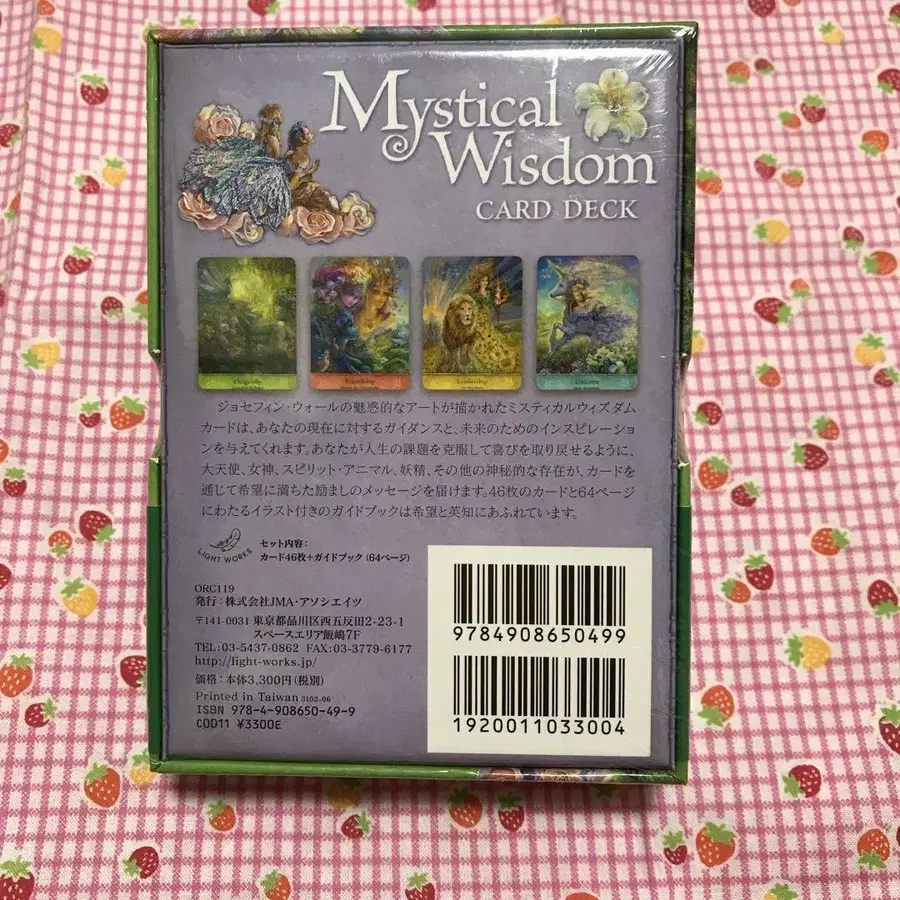 Mystical
Wisdom
CARD DECK
Dragonfly
Friendship
Leadership
Unicorn
ジョセフィン・ウォールの魅惑的なアートが描かれたミスティカルウィズダム
カードは、あなたの現在に対するガイダンスと、未来のためのインスピレーション
を与えてくれます。あなたが人生の課題を克服して喜びを取り戻せるように、
大天使、女神、スピリット・アニマル、妖精、その他の神秘的な存在が、カードを
通じて希望に満ちた励ましのメッセージを届けます。46枚のカードと64ページ
にわたるイラスト付きのガイドブックは希望と英知にあふれています。
LIGHT WORKS
セット内容:
カード46枚+ガイドブック (64ページ)
ORC119
発行:株式会社JMA・アソシエイツ
〒141-0031 東京都品川区西五反田2-23-1
スペースエリア飯嶋7F
TEL:03-5437-0862 FAX:03-3779-6177
http://light-works.jp/
価格:本体3,300円(税別)
Printed in Taiwan 3102-06
ISBN 978-4-908650-49-9
C0011 ¥3300E
9784908650499
1920011033004